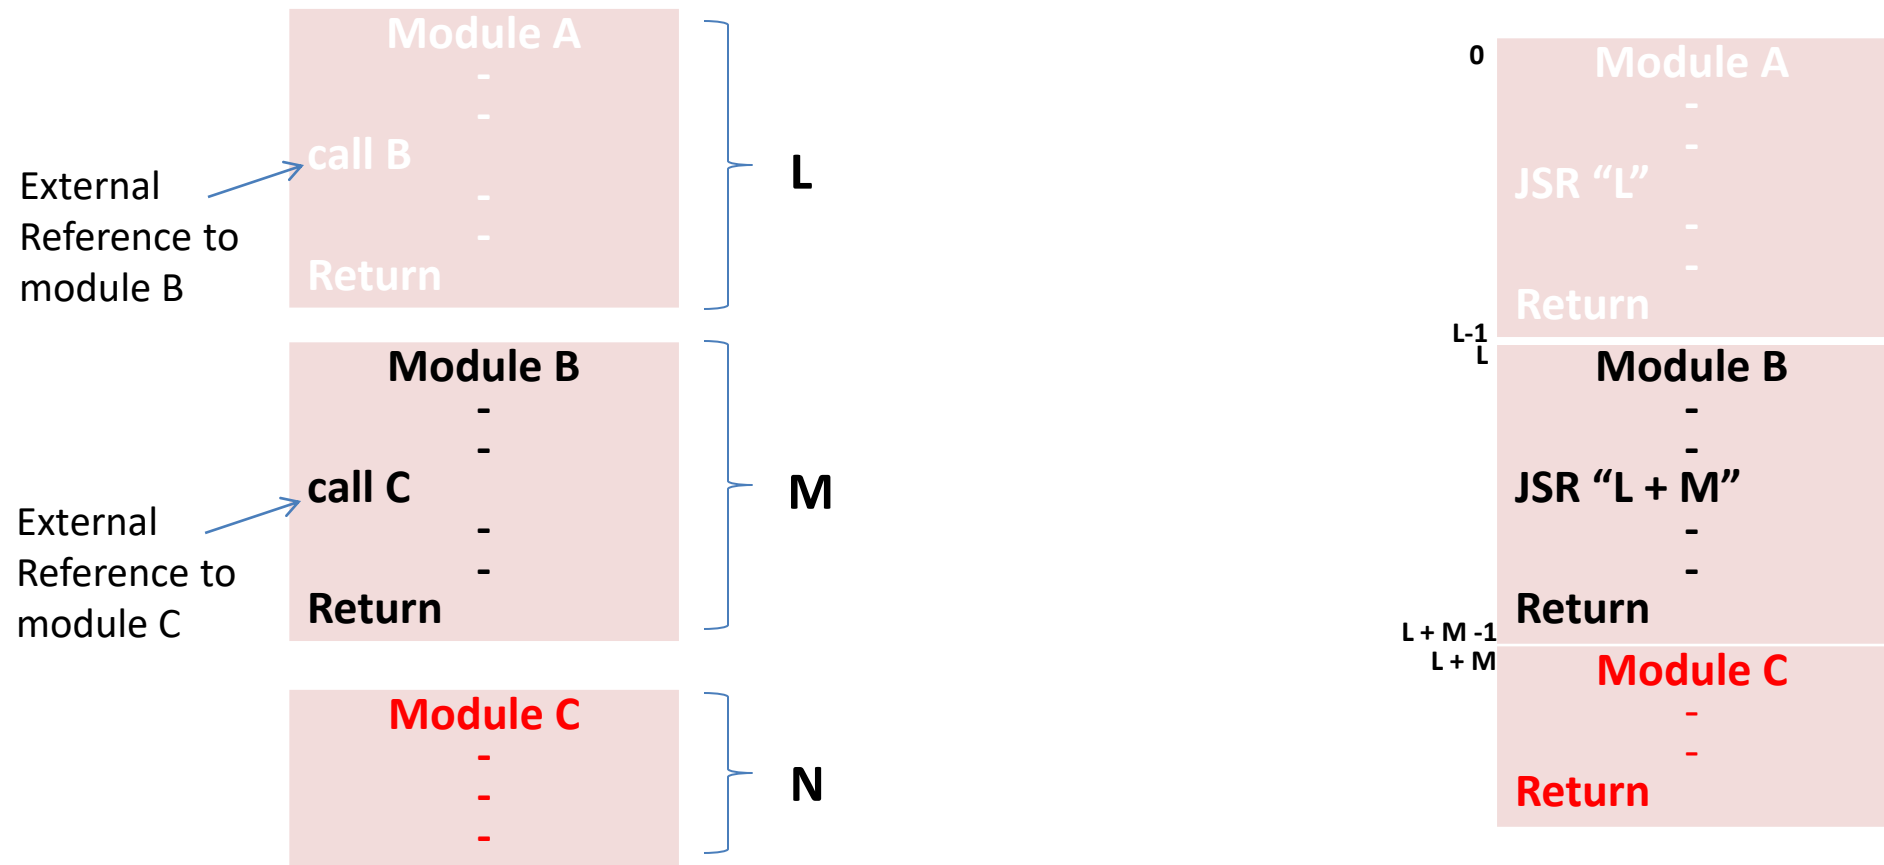 Module A
-
-
call B
-
-
Return
External
Reference to
module B
L
Module B
-
-
call C
-
-
Return
External
Reference to
module C
M
Module C
-
-
-
N
0
Module A
-
-
JSR “L”
-
-
Return
L-1
L
Module B
-
-
JSR “L + M”
-
-
Return
L + M -1
L + M
Module C
-
-
Return